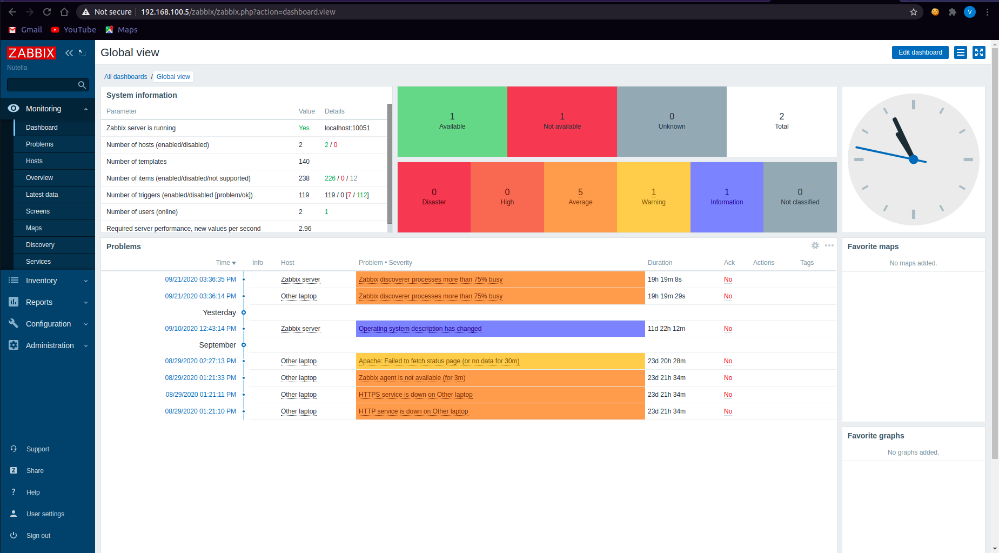 Not secure | 192.168.100.5/zabbix/zabbix.php?action=dashboard.view
V
Gmail YouTube Maps
ZABBIX
Nutella
Monitoring
Dashboard
Problems
Hosts
Overview
Latest data
Screens
Maps
Discovery
Services
Inventory
Reports
Configuration
Administration
Support
Z Share
? Help
User settings
Sign out
Global view
Edit dashboard
All dashboards / Global view
System information
Parameter Value Details
Zabbix server is running Yes localhost:10051
Number of hosts (enabled/disabled) 2 2 / 0
Number of templates 140
Number of items (enabled/disabled/not supported) 238 226 / 0 / 12
Number of triggers (enabled/disabled [problem/ok]) 119 119 / 0 [7 / 112]
Number of users (online) 2 1
Required server performance, new values per second 2.96
1 1 0 2
Available Not available Unknown Total
0 0 5 1 1 0
Disaster High Average Warning Information Not classified
Problems
Time Info Host Problem • Severity Duration Ack Actions Tags
09/21/2020 03:36:35 PM Zabbix server Zabbix discoverer processes more than 75% busy 19h 19m 8s No
09/21/2020 03:36:14 PM Other laptop Zabbix discoverer processes more than 75% busy 19h 19m 29s No
Yesterday
09/10/2020 12:43:14 PM Zabbix server Operating system description has changed 11d 22h 12m No
September
08/29/2020 02:27:13 PM Other laptop Apache: Failed to fetch status page (or no data for 30m) 23d 20h 28m No
08/29/2020 01:21:33 PM Other laptop Zabbix agent is not available (for 3m) 23d 21h 34m No
08/29/2020 01:21:11 PM Other laptop HTTPS service is down on Other laptop 23d 21h 34m No
08/29/2020 01:21:10 PM Other laptop HTTP service is down on Other laptop 23d 21h 34m No
Favorite maps
No maps added.
Favorite graphs
No graphs added.